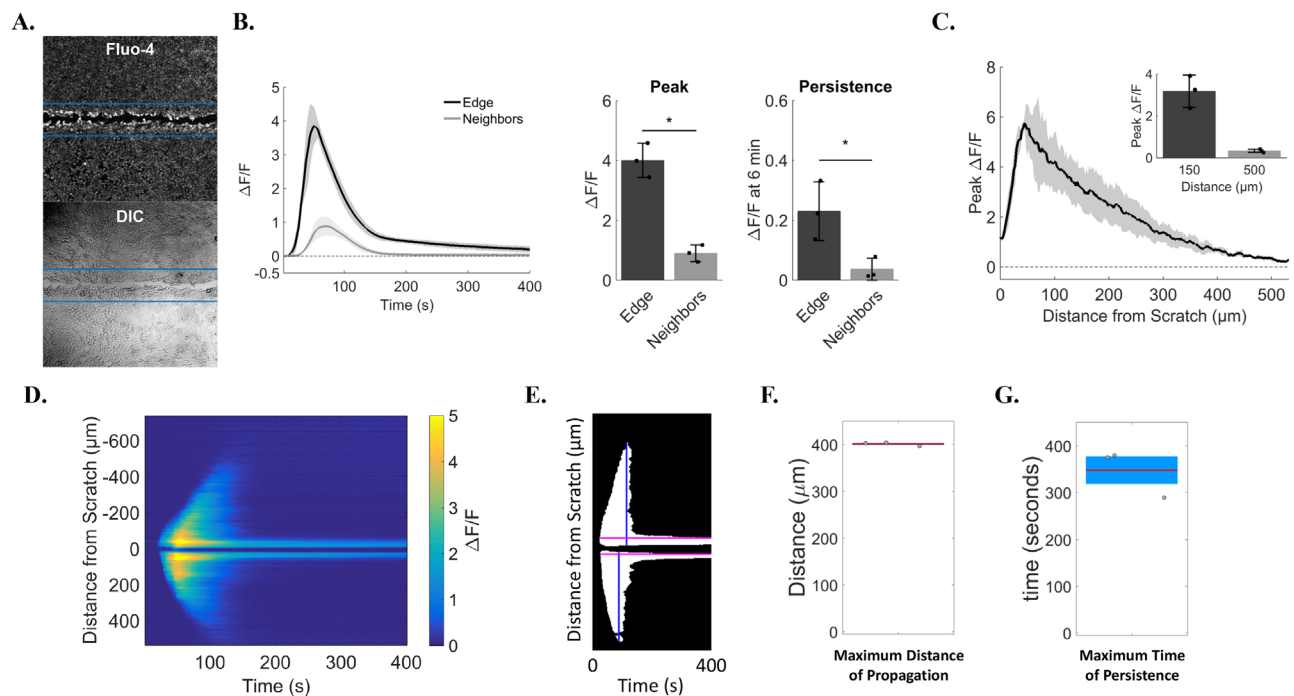 A.
Fluo-4
DIC
B.
5
4
3
2
1
0
-0.5
ΔF/F
100
200
300
400
Time (s)
Edge
Neighbors
Peak
6
4
2
0
ΔF/F
*
Edge
Neighbors
Persistence
0.6
0.4
0.2
0
ΔF/F at 6 min
*
Edge
Neighbors
C.
8
6
4
2
0
Peak ΔF/F
0
100
200
300
400
500
Distance from Scratch (μm)
4
2
0
Peak ΔF/F
150
500
Distance (μm)
D.
-600
-400
-200
0
200
400
Distance from Scratch (μm)
100
200
300
400
Time (s)
5
4
3
2
1
0
ΔF/F
E.
Distance from Scratch (μm)
0
400
Time (s)
F.
400
300
200
400
100
0
Distance (μm)
Maximum Distance
of Propagation
G.
400
300
200
100
0
time (seconds)
Maximum Time
of Persistence